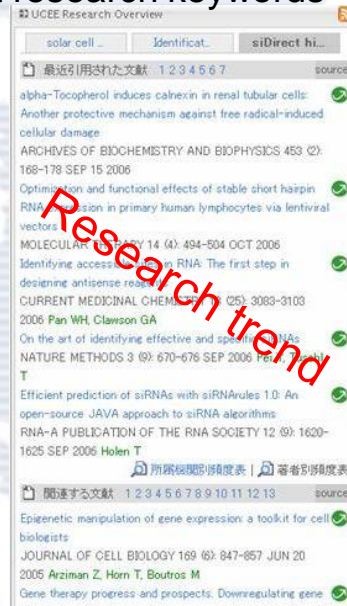 research keywords
UCEE Research Overview
solar cell ..
Identificat..
siDirect hi...
最近引用された文献 1 2 3 4 5 6 7 source
alpha-Tocopherol induces calnexin in renal tubular cells:
Another protective mechanism against free radical-induced
cellular damage
ARCHIVES OF BIOCHEMISTRY AND BIOPHYSICS 453 (2):
168-178 SEP 15 2006
Optimization and functional effects of stable short hairpin
RNA expression in primary human lymphocytes via lentiviral
vectors
MOLECULAR THERAPY 14 (4): 494-504 OCT 2006
Identifying accessible sites in RNA: The first step in
designing antisense reagents
CURRENT MEDICINAL CHEMISTRY (25): 3083-3103
2006 Pan WH, Clawson GA
On the art of identifying effective and specific siRNAs
NATURE METHODS 3 (9): 670-676 SEP 2006 Pei Y, Tuschl
T
Research trend
Efficient prediction of siRNAs with siRNArules 1.0: An
open-source JAVA approach to siRNA algorithms
RNA-A PUBLICATION OF THE RNA SOCIETY 12 (9): 1620-
1625 SEP 2006 Holen T
所属機関別頻度表 | 著者別頻度表
関連する文献 1 2 3 4 5 6 7 8 9 10 11 12 13 source
Epigenetic manipulation of gene expression: a toolkit for cell
biologists
JOURNAL OF CELL BIOLOGY 169 (6): 847-857 JUN 20
2005 Arziman Z, Horn T, Boutros M
Gene therapy progress and prospects: Downregulating gene